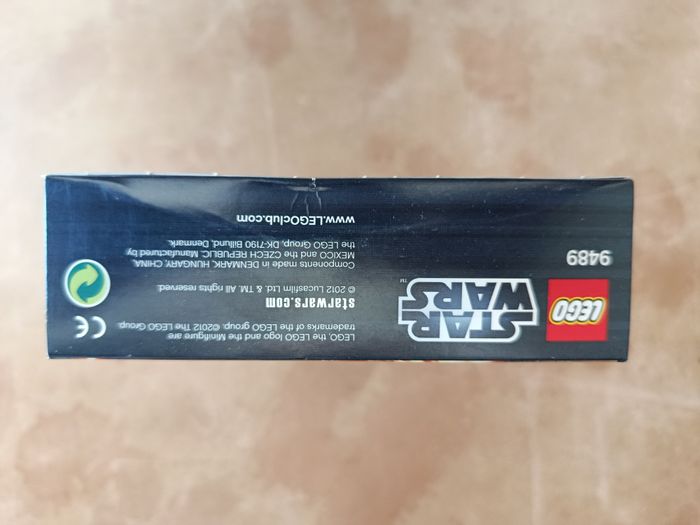 LEGO
STAR
WARS
™
9489
LEGO, the LEGO logo and the Minifigure are
trademarks of the LEGO group. ©2012 The LEGO Group.
starwars.com
© 2012 Lucasfilm Ltd. & TM. All rights reserved.
Components made in DENMARK, HUNGARY, CHINA,
MEXICO and the CZECH REPUBLIC. Manufactured by
the LEGO Group, DK-7190 Billund, Denmark.
www.LEGOclub.com
CE